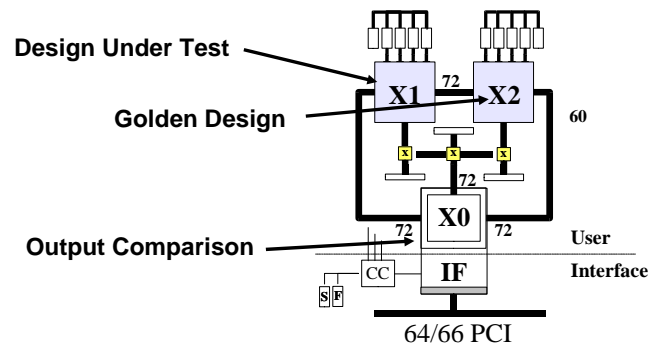 Design Under Test
X1
72
X2
Golden Design
60
x
x
x
72
X0
72
72
Output Comparison
User
CC
IF
Interface
S
F
64/66 PCI